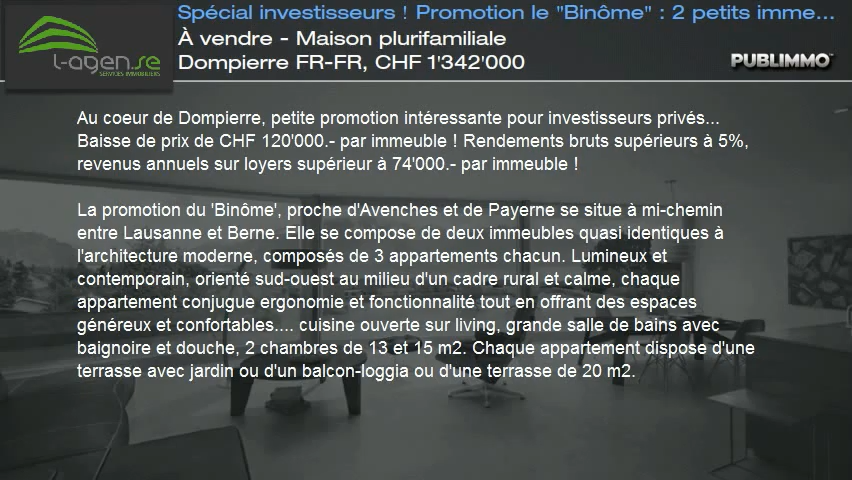 Spécial investisseurs ! Promotion le "Binôme" : 2 petits imme...
À vendre - Maison plurifamiliale
Dompierre FR-FR, CHF 1'342'000
l-agen.se
SERVICES IMMOBILIERS
PUBLIMMO
Au coeur de Dompierre, petite promotion intéressante pour investisseurs privés...
Baisse de prix de CHF 120'000.- par immeuble ! Rendements bruts supérieurs à 5%,
revenus annuels sur loyers supérieur à 74'000.- par immeuble !
La promotion du 'Binôme', proche d'Avenches et de Payerne se situe à mi-chemin
entre Lausanne et Berne. Elle se compose de deux immeubles quasi identiques à
l'architecture moderne, composés de 3 appartements chacun. Lumineux et
contemporain, orienté sud-ouest au milieu d'un cadre rural et calme, chaque
appartement conjugue ergonomie et fonctionnalité tout en offrant des espaces
généreux et confortables.... cuisine ouverte sur living, grande salle de bains avec
baignoire et douche, 2 chambres de 13 et 15 m2. Chaque appartement dispose d'une
terrasse avec jardin ou d'un balcon-loggia ou d'une terrasse de 20 m2.